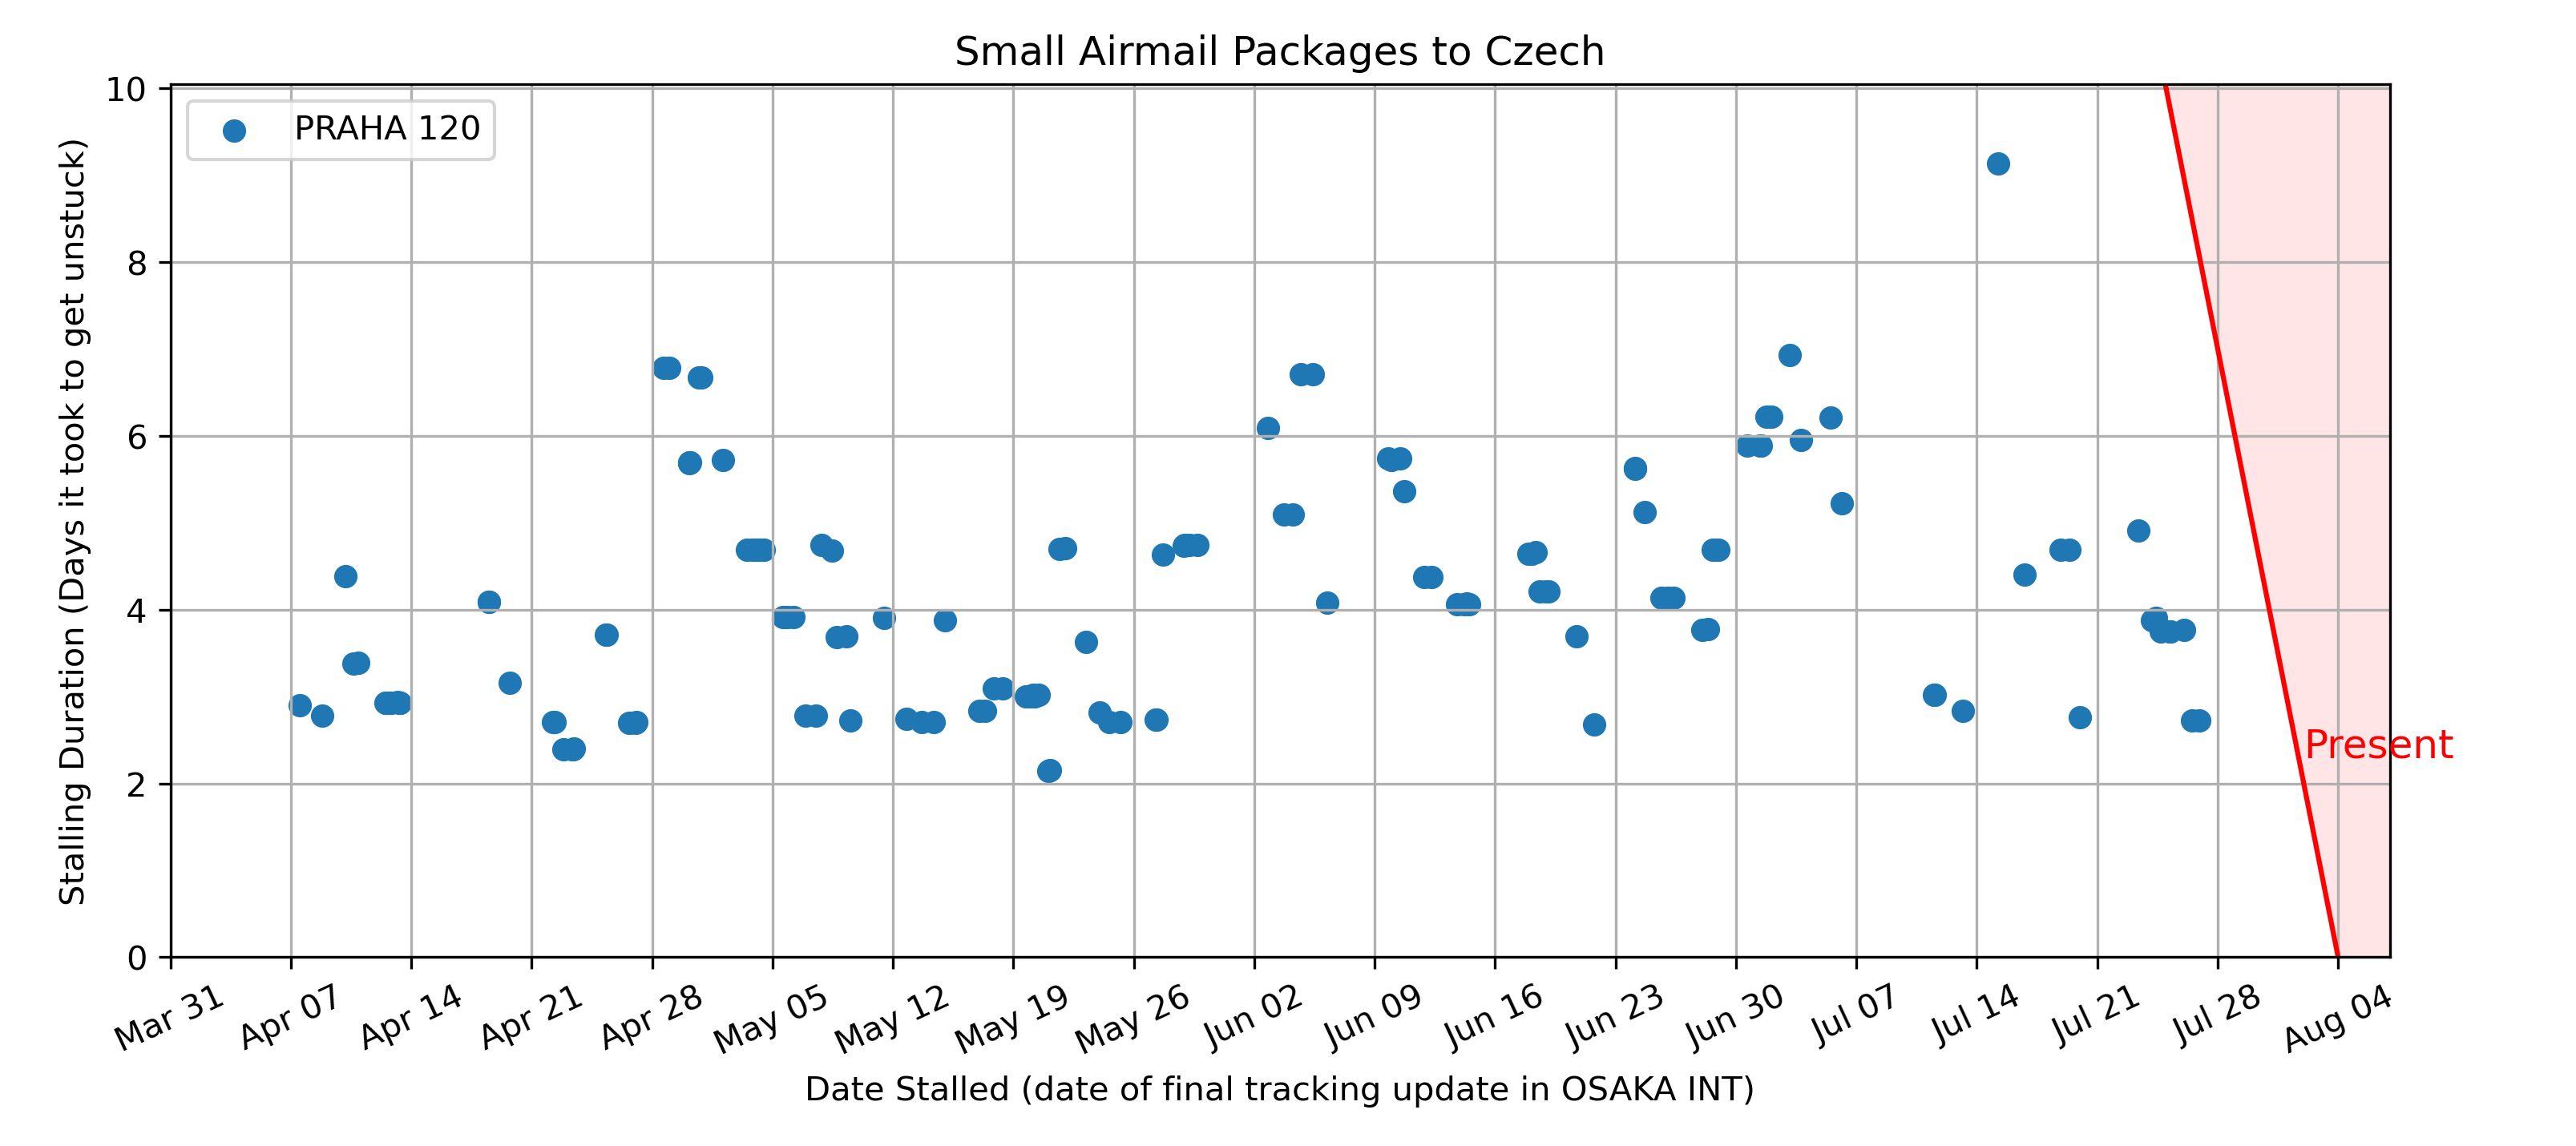 Small Airmail Packages to Czech
PRAHA 120
Stalling Duration (Days it took to get unstuck)
10
8
6
4
2
0
Present
Mar 31 Apr 07 Apr 14 Apr 21 Apr 28 May 05 May 12 May 19 May 26 Jun 02 Jun 09 Jun 16 Jun 23 Jun 30 Jul 07 Jul 14 Jul 21 Jul 28 Aug 04
Date Stalled (date of final tracking update in OSAKA INT)